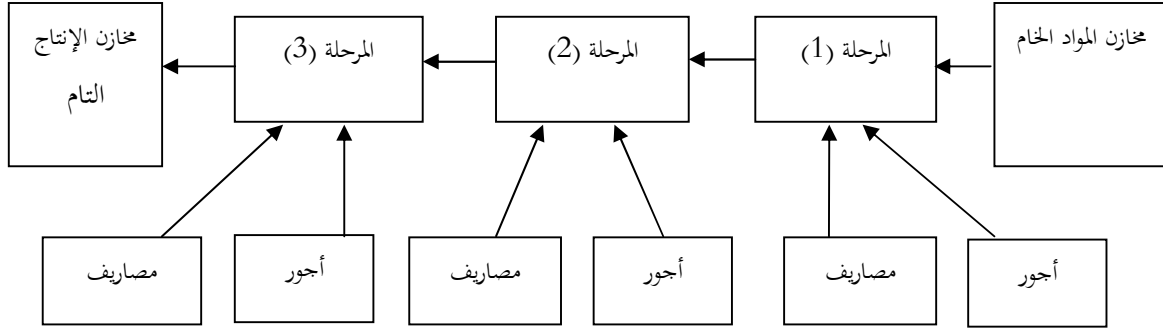 مخازن المواد الخام
المرحلة (1)
المرحلة (2)
المرحلة (3)
مخازن الإنتاج
التام
أجور
مصاريف
أجور
مصاريف
أجور
مصاريف